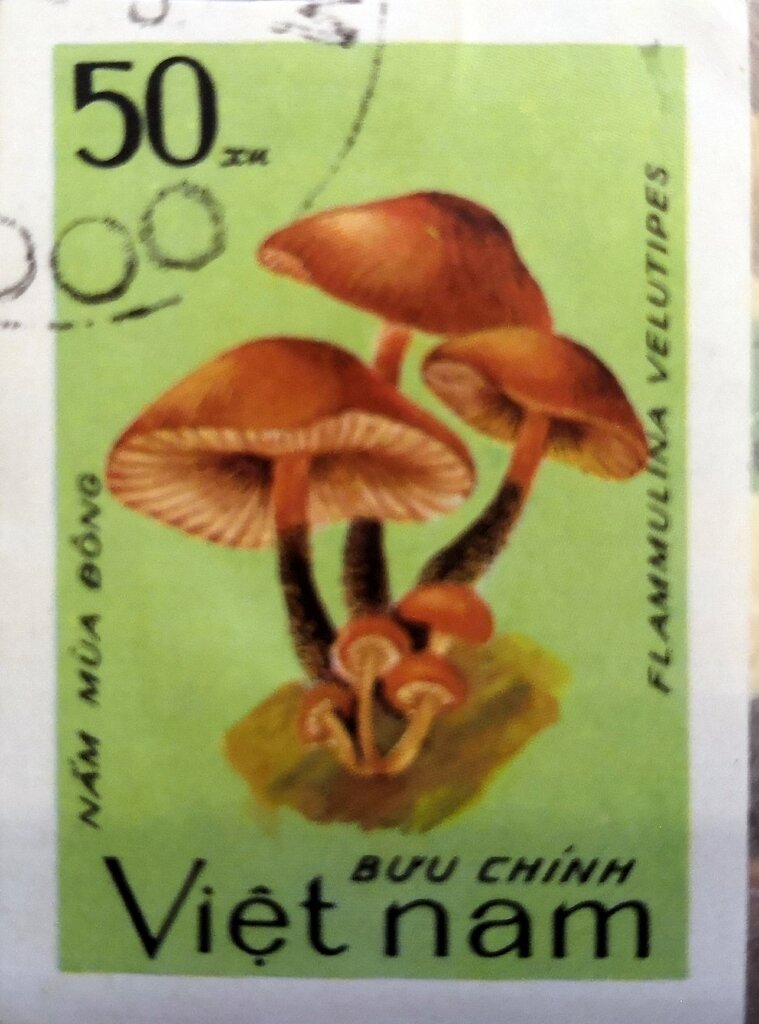 50 xu
NẤM MÙA ĐÔNG
FLAMMULINA VELUTIPES
BƯU CHÍNH
Việt nam